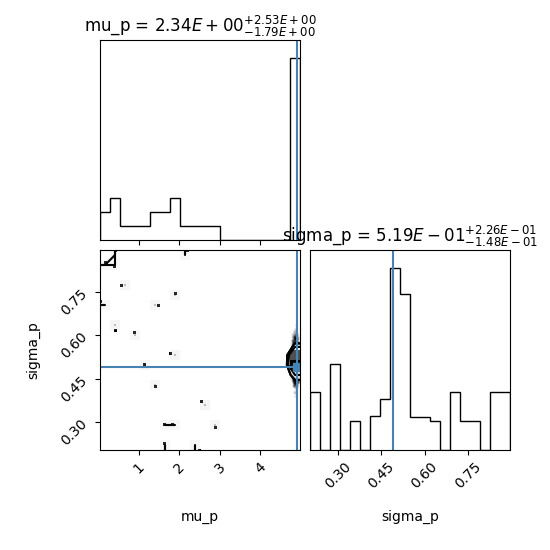 mu_p = 2.34E + 00+2.53E+00−1.79E+00
sigma_p = 5.19E − 01+2.26E−01−1.48E−01
sigma_p
0.75
0.60
0.45
0.30
1 2 3 4
0.30 0.45 0.60 0.75
mu_p sigma_p